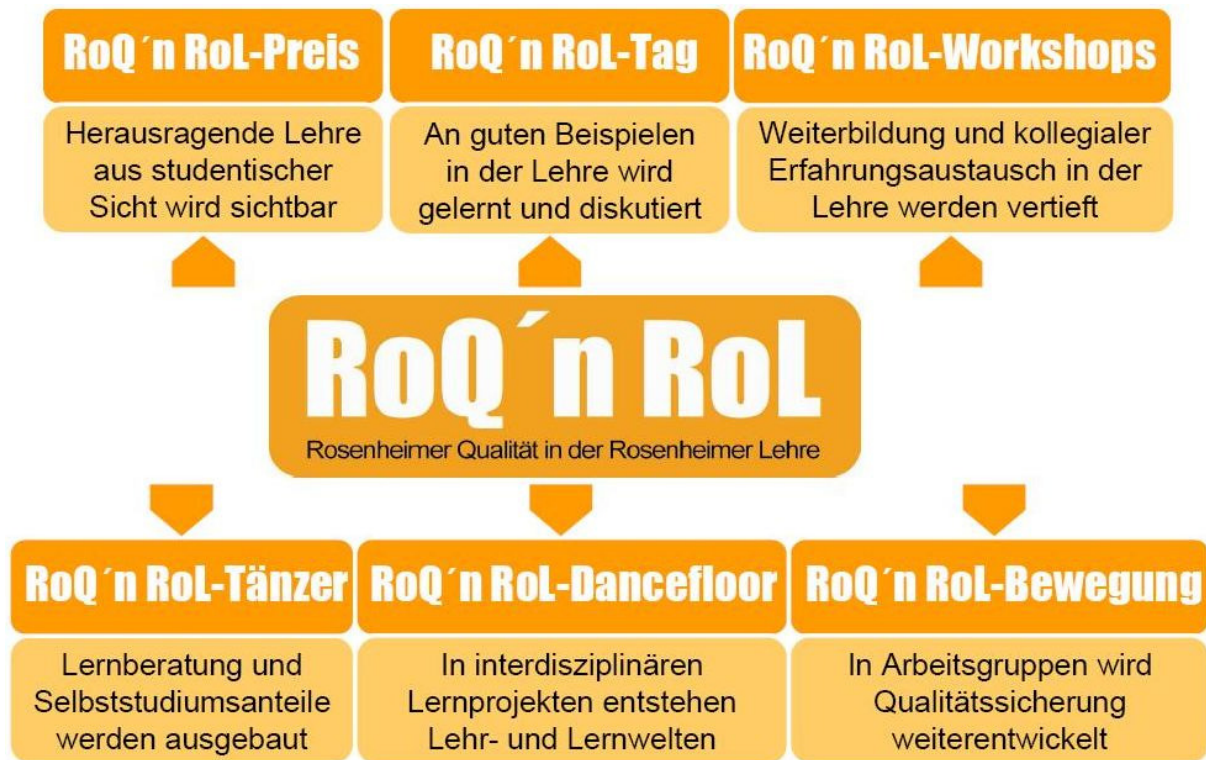 RoQ´n RoL-Preis
Herausragende Lehre
aus studentischer
Sicht wird sichtbar
RoQ´n RoL-Tag
An guten Beispielen
in der Lehre wird
gelernt und diskutiert
RoQ´n RoL-Workshops
Weiterbildung und kollegialer
Erfahrungsaustausch in der
Lehre werden vertieft
RoQ´n RoL
Rosenheimer Qualität in der Rosenheimer Lehre
RoQ´n RoL-Tänzer
Lernberatung und
Selbststudiumsanteile
werden ausgebaut
RoQ´n RoL-Dancefloor
In interdisziplinären
Lernprojekten entstehen
Lehr- und Lernwelten
RoQ´n RoL-Bewegung
In Arbeitsgruppen wird
Qualitätssicherung
weiterentwickelt